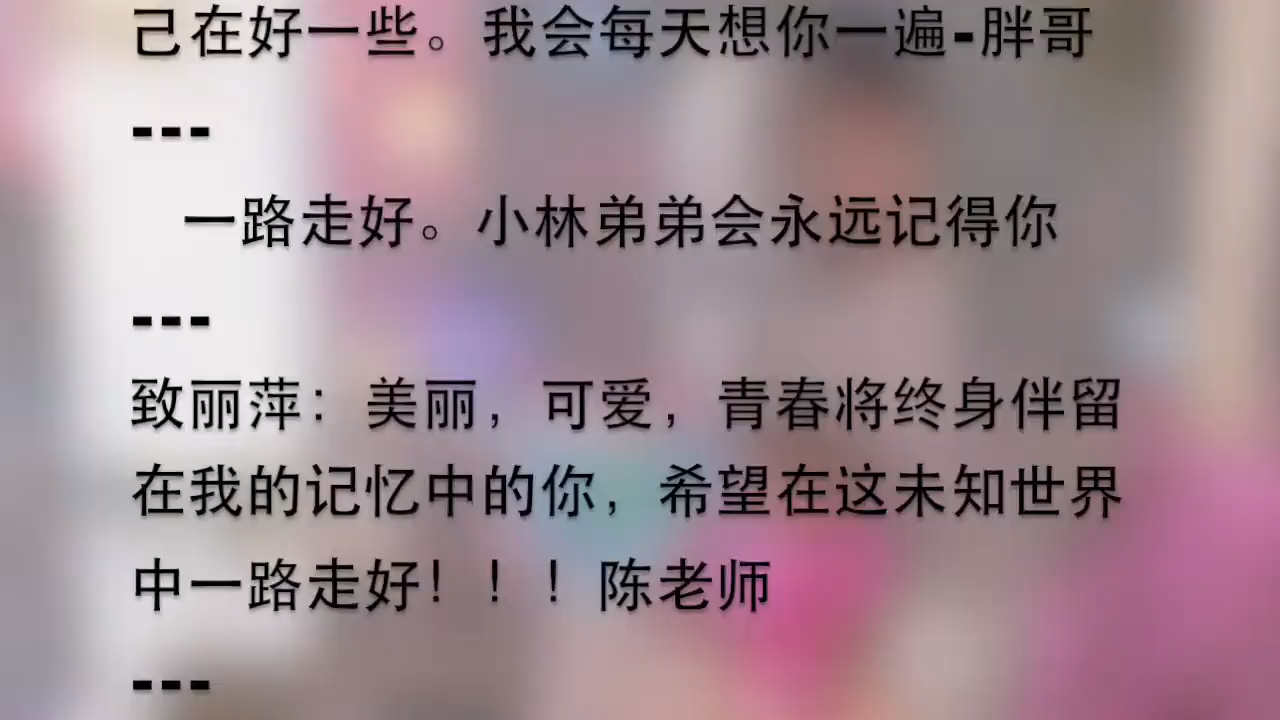 己在好一些。我会每天想你一遍-胖哥
---
一路走好。小林弟弟会永远记得你
---
致丽萍：美丽，可爱，青春将终身伴留
在我的记忆中的你，希望在这未知世界
中一路走好！！！陈老师
---